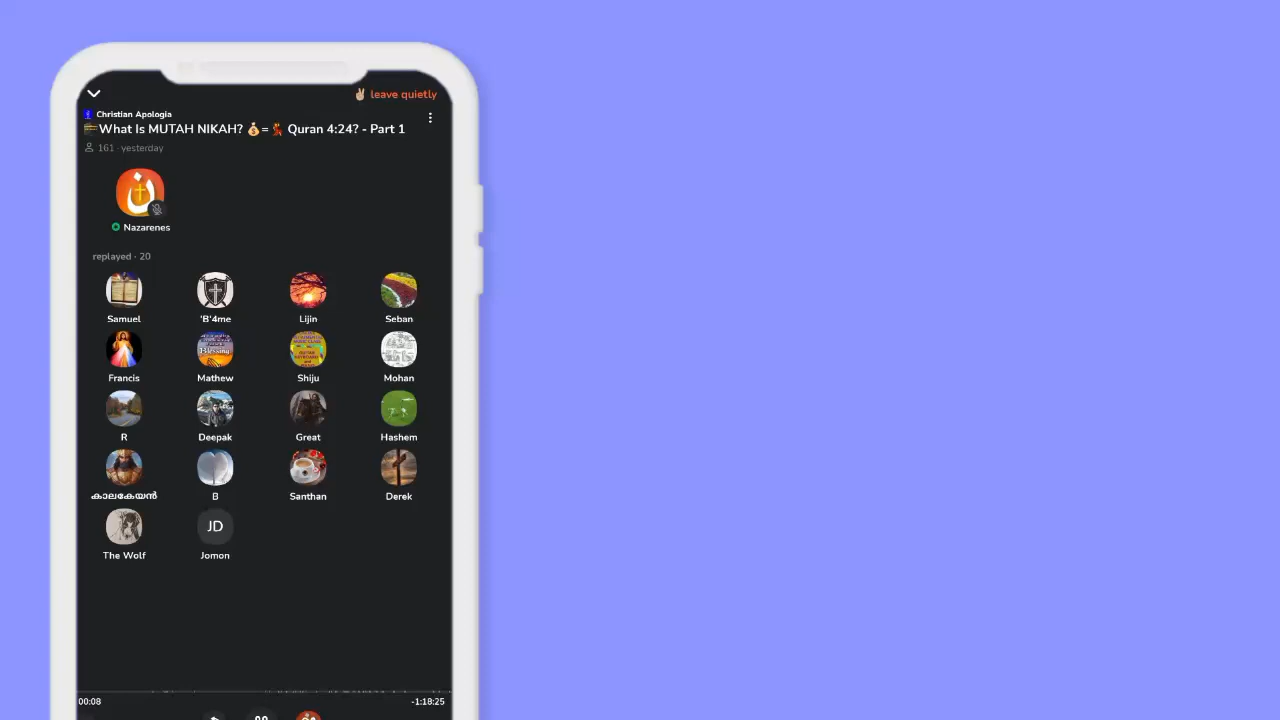 ✌🏼 leave quietly
Christian Apologia
What Is MUTAH NIKAH? 💰=💃 Quran 4:24? - Part 1
161 · yesterday
ن
Nazarenes
replayed · 20
Samuel
'B'4me
Lijin
Seban
Blessing
Francis
Mathew
Shiju
Mohan
R
Deepak
Great
Hashem
കാലകേയൻ
B
Santhan
Derek
JD
The Wolf
Jomon
00:08
-1:18:25